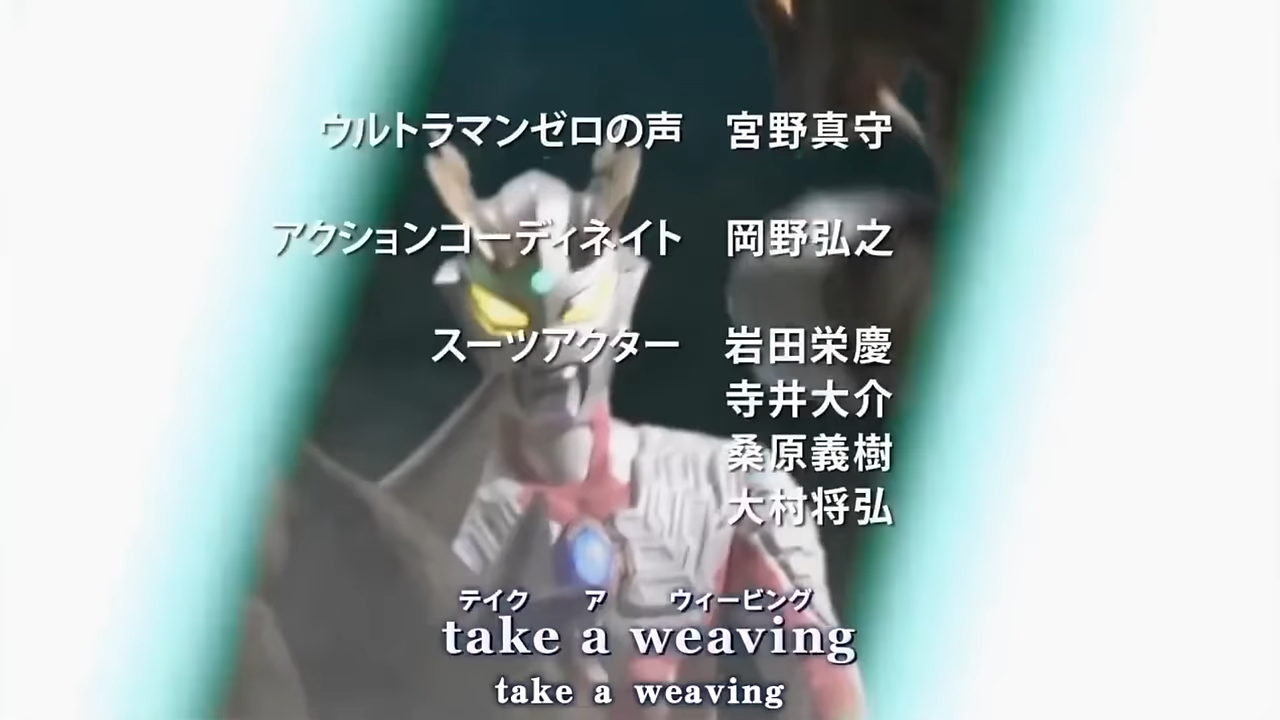 ウルトラマンゼロの声 宮野真守
アクションコーディネイト 岡野弘之
スーツアクター 岩田栄慶
寺井大介
桑原義樹
大村将弘
テイク ア ウィービング
take a weaving
take a weaving